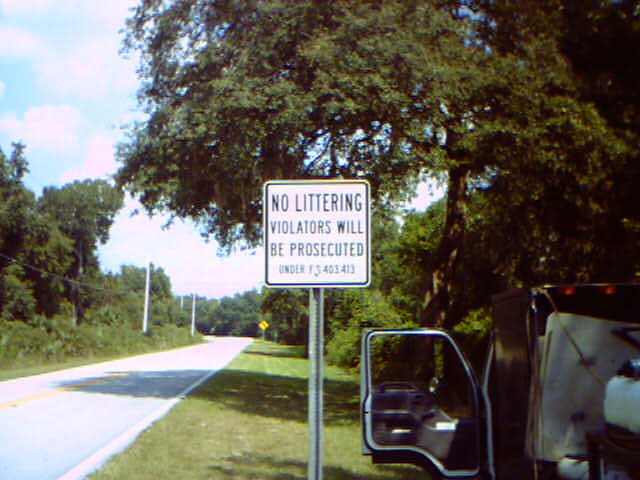 NO LITTERING
VIOLATORS WILL
BE PROSECUTED
UNDER F.S 403.413